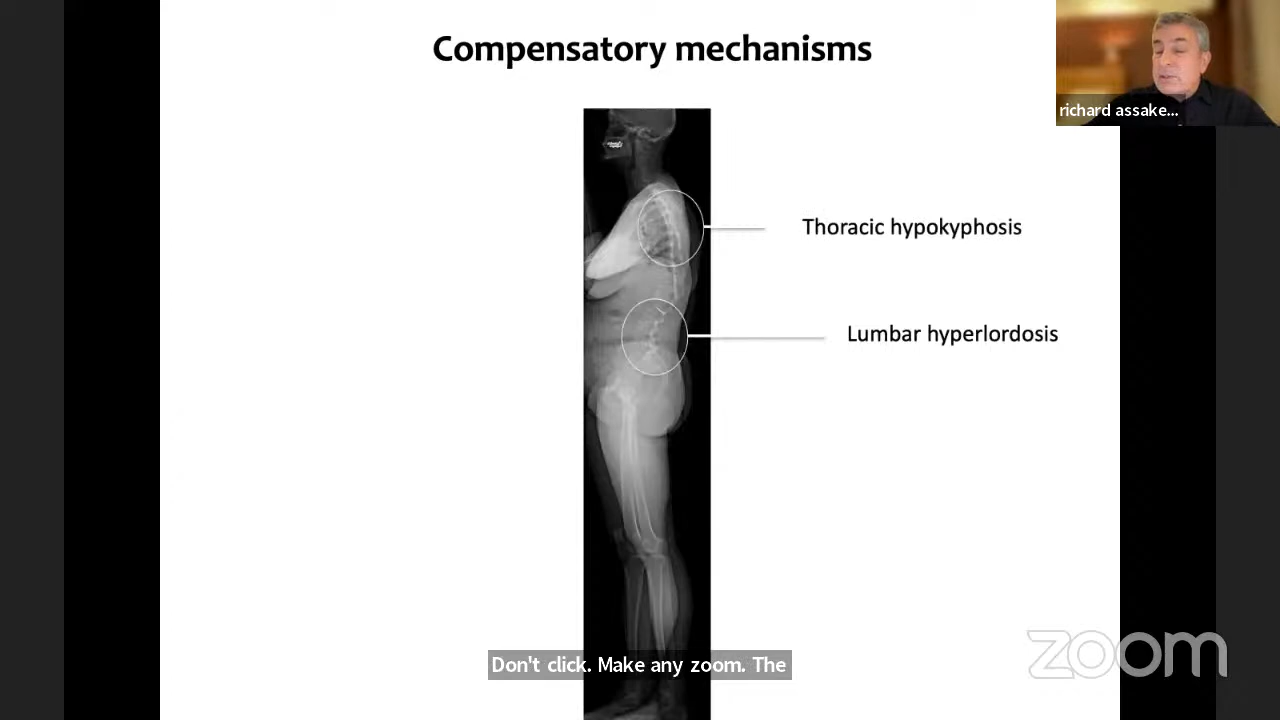 Compensatory mechanisms
richard assake...
Thoracic hypokyphosis
Lumbar hyperlordosis
Don't click. Make any zoom. The
zoom